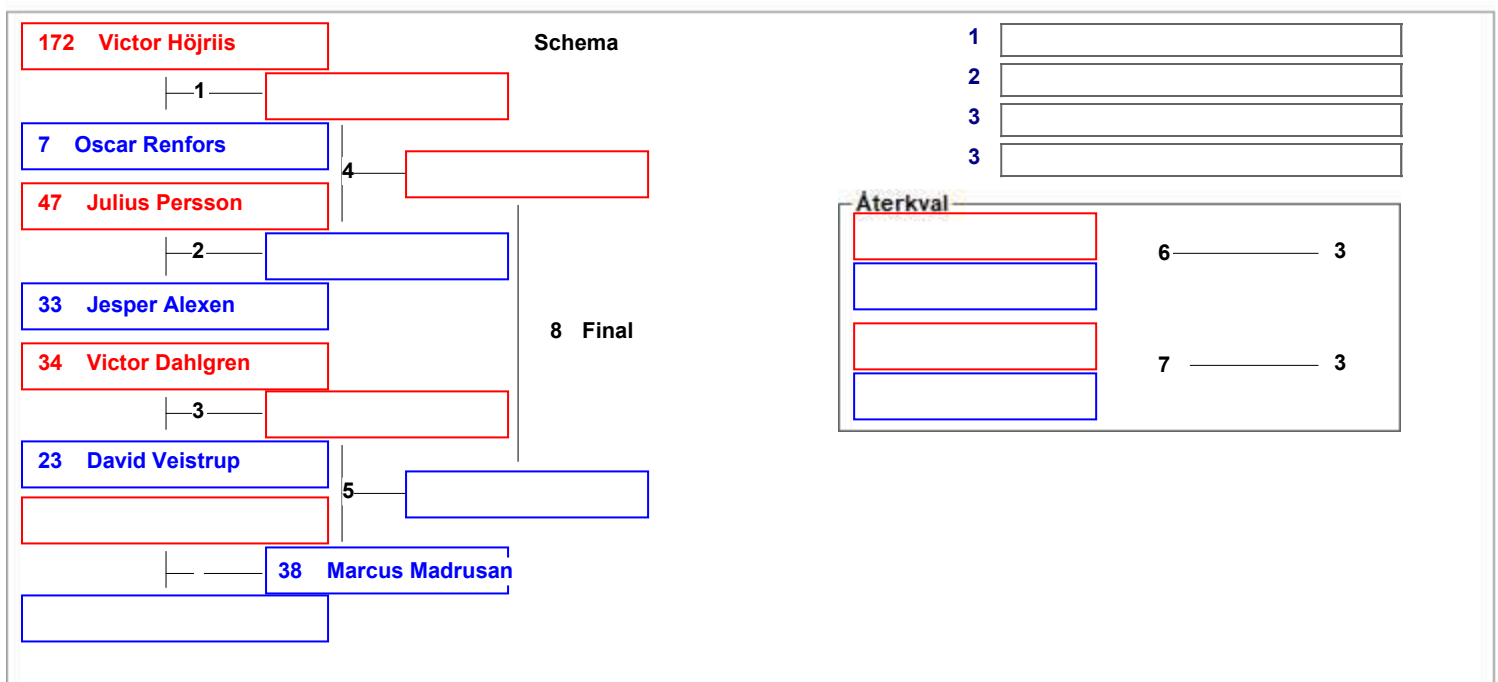 172 Victor Höjriis
Schema
1
7 Oscar Renfors
4
47 Julius Persson
2
33 Jesper Alexen
8 Final
34 Victor Dahlgren
3
23 David Veistrup
5
38 Marcus Madrusan
1
2
3
3
Återkval
6 3
7 3